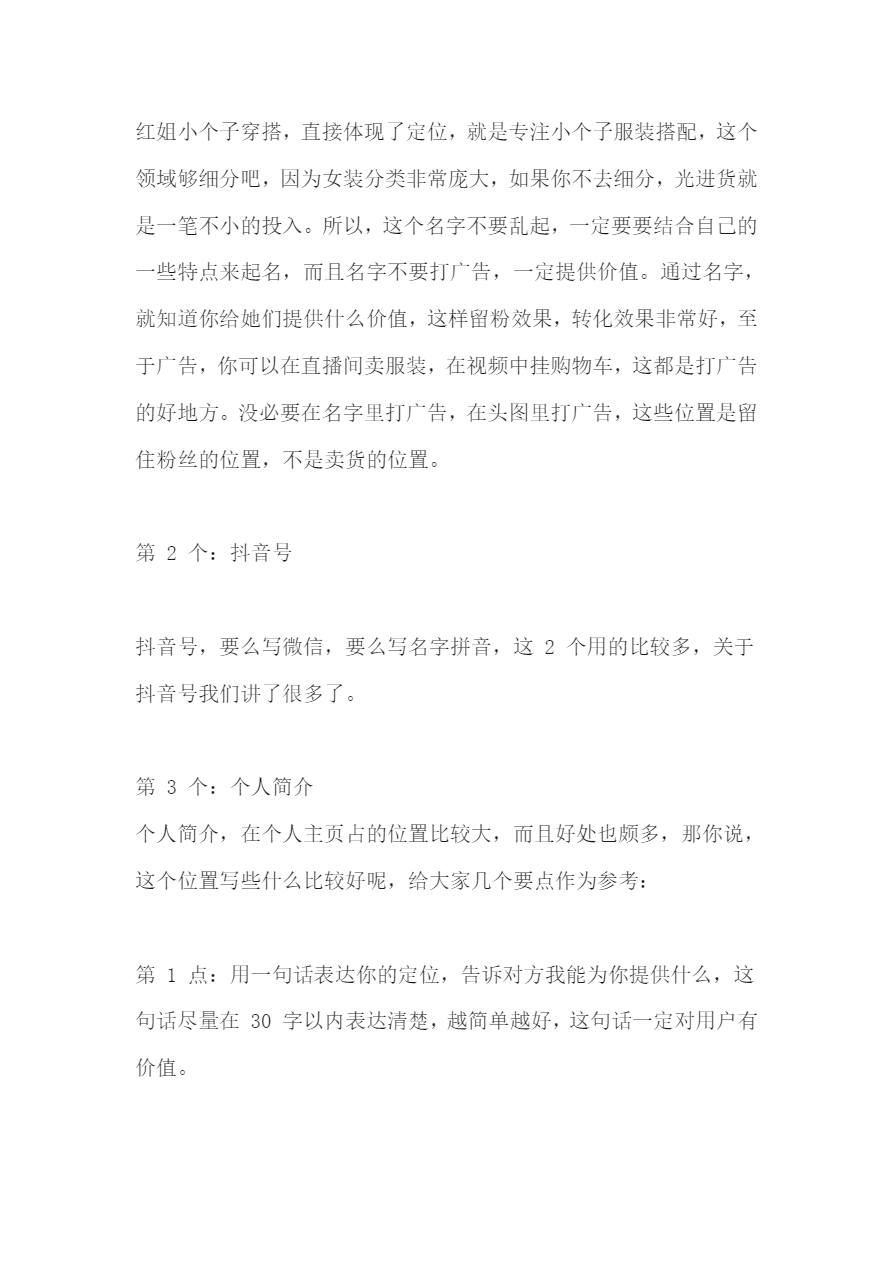 红姐小个子穿搭，直接体现了定位，就是专注小个子服装搭配，这个
领域够细分吧，因为女装分类非常庞大，如果你不去细分，光进货就
是一笔不小的投入。所以，这个名字不要乱起，一定要要结合自己的
一些特点来起名，而且名字不要打广告，一定提供价值。通过名字，
就知道你给她们提供什么价值，这样留粉效果，转化效果非常好，至
于广告，你可以在直播间卖服装，在视频中挂购物车，这都是打广告
的好地方。没必要在名字里打广告，在头图里打广告，这些位置是留
住粉丝的位置，不是卖货的位置。
第 2 个：抖音号
抖音号，要么写微信，要么写名字拼音，这 2 个用的比较多，关于
抖音号我们讲了很多了。
第 3 个：个人简介
个人简介，在个人主页占的位置比较大，而且好处也颇多，那你说，
这个位置写些什么比较好呢，给大家几个要点作为参考：
第 1 点：用一句话表达你的定位，告诉对方我能为你提供什么，这
句话尽量在 30 字以内表达清楚，越简单越好，这句话一定对用户有
价值。